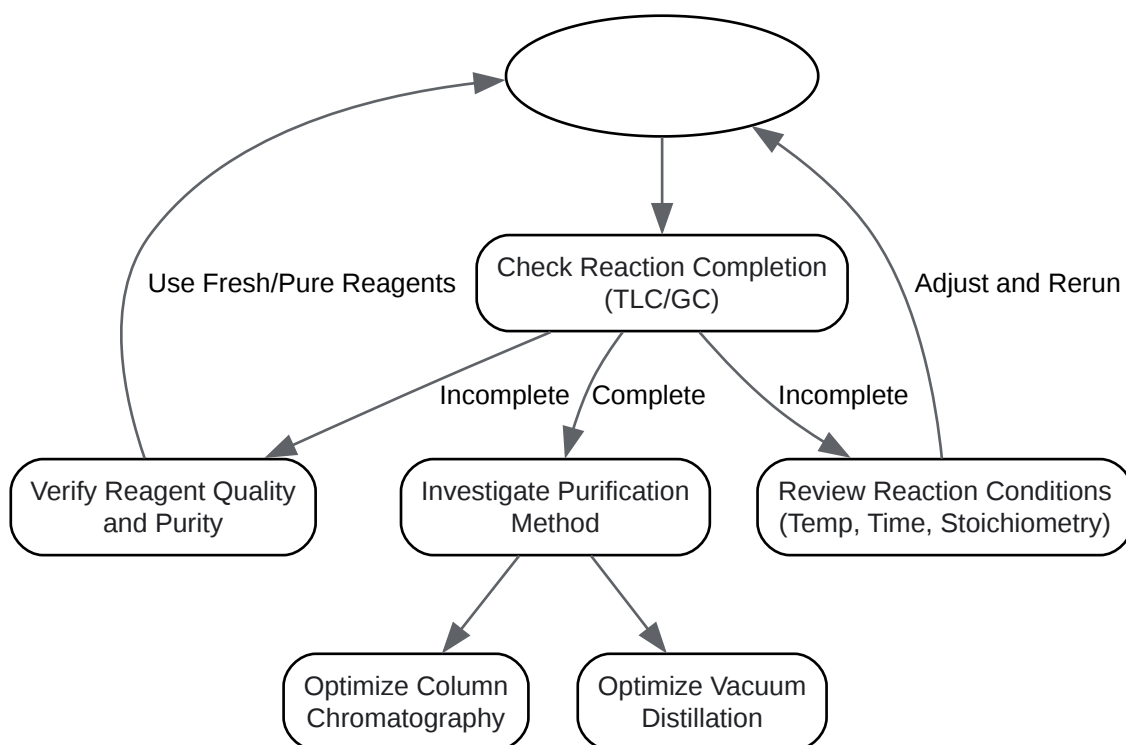 Use Fresh/Pure Reagents
Check Reaction Completion
(TLC/GC)
Adjust and Rerun
Incomplete
Complete
Incomplete
Verify Reagent Quality
and Purity
Investigate Purification
Method
Review Reaction Conditions
(Temp, Time, Stoichiometry)
Optimize Column
Chromatography
Optimize Vacuum
Distillation